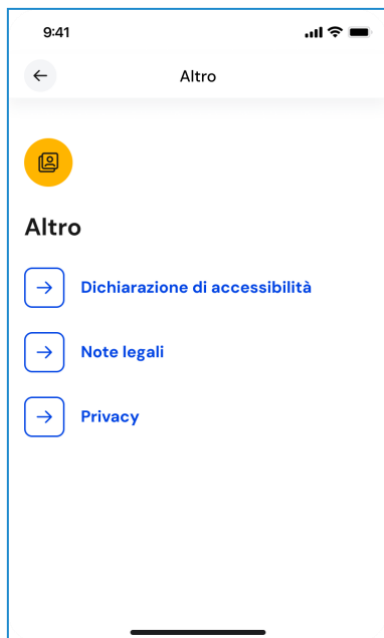 9:41
Altro
Altro
Dichiarazione di accessibilità
Note legali
Privacy